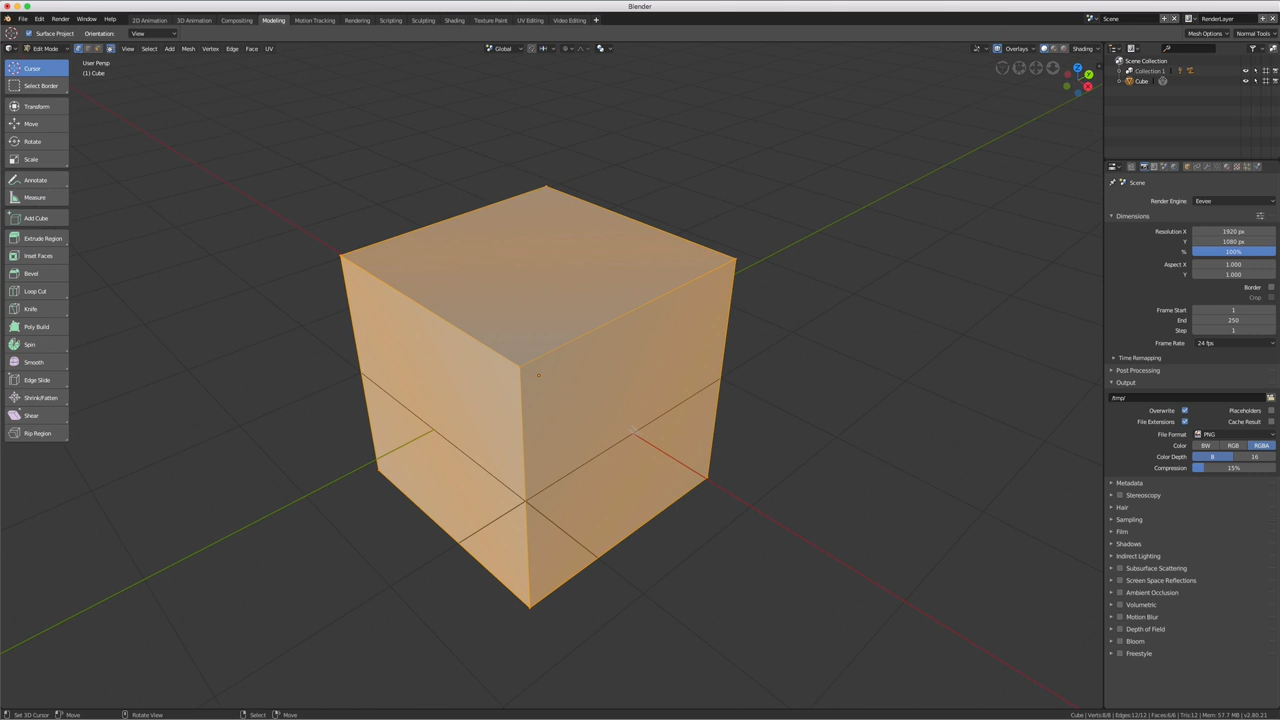 Blender
File Edit Render Window Help
2D Animation 3D Animation Compositing Modeling Motion Tracking Rendering Scripting Sculpting Shading Texture Paint UV Editing Video Editing
Scene
RenderLayer
Surface Project Orientation: View
Mesh Options Normal Tools
Edit Mode View Select Add Mesh Vertex Edge Face UV
Global
Overlays
Shading
User Persp
(1) Cube
Z
Y
X
Cursor
Select Border
Transform
Move
Rotate
Scale
Annotate
Measure
Add Cube
Extrude Region
Inset Faces
Bevel
Loop Cut
Knife
Poly Build
Spin
Smooth
Edge Slide
Shrink/Fatten
Shear
Rip Region
Scene Collection
Collection 1
Cube
Scene
Render Engine Eevee
Dimensions
Resolution X 1920 px
Y 1080 px
% 100%
Aspect X 1.000
Y 1.000
Border
Crop
Frame Start 1
End 250
Step 1
Frame Rate 24 fps
Time Remapping
Post Processing
Output
/tmp/
Overwrite Placeholders
File Extensions Cache Result
File Format PNG
Color BW RGB RGBA
Color Depth 8 16
Compression 15%
Metadata
Stereoscopy
Hair
Sampling
Film
Shadows
Indirect Lighting
Subsurface Scattering
Screen Space Reflections
Ambient Occlusion
Volumetric
Motion Blur
Depth of Field
Bloom
Freestyle
Set 3D Cursor Move Rotate View Select Move
Cube | Verts:8/8 | Edges:12/12 | Faces:6/6 | Tris:12 | Mem: 57.7 MB | v2.80.21